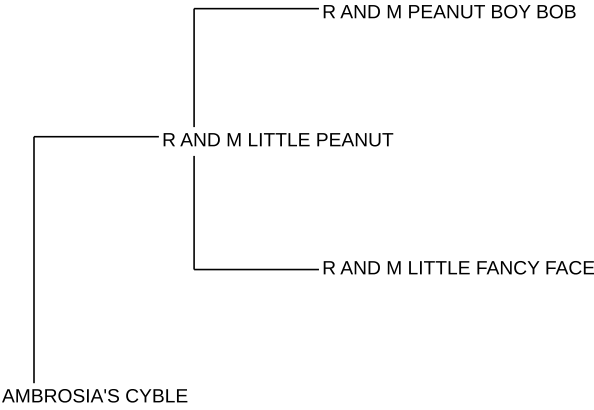 R AND M PEANUT BOY BOB
R AND M LITTLE PEANUT
R AND M LITTLE FANCY FACE
AMBROSIA'S CYBLE